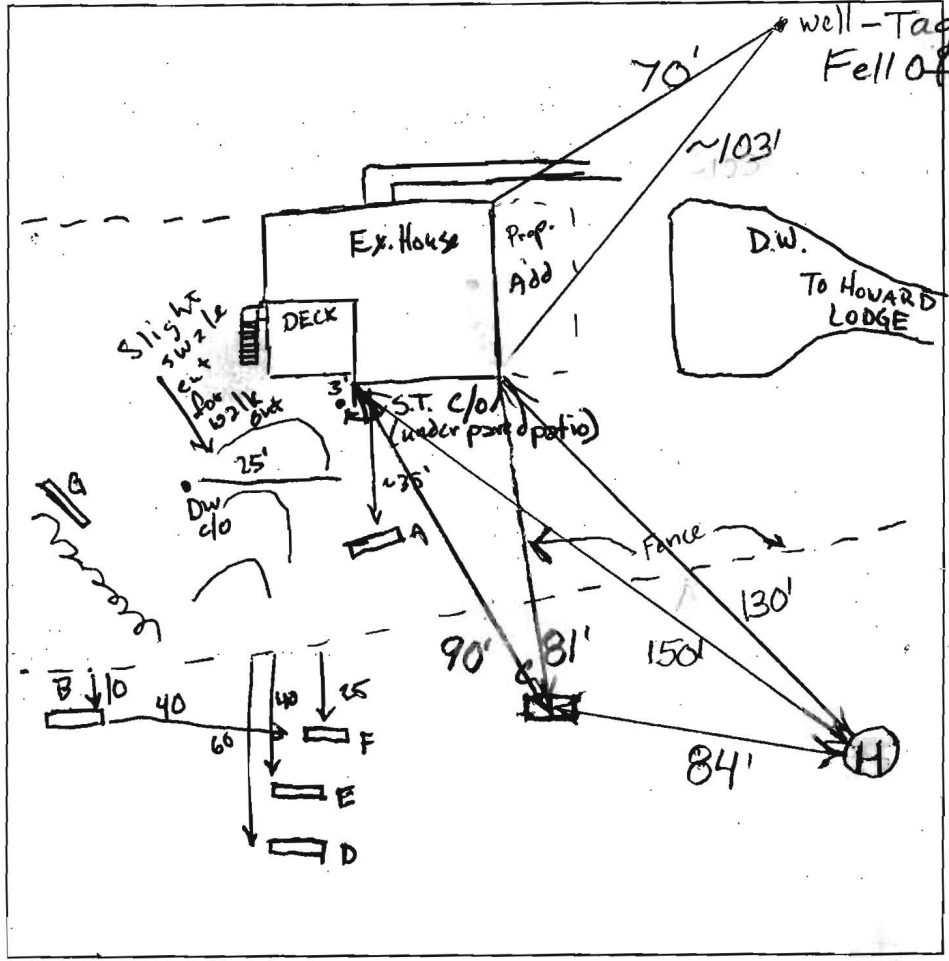 well - Tag
Fell Of
70'
~103'
Ex. House
Prop.
Add
D.W.
To HOWARD
LODGE
DECK
Slight
swale
cut
for
walk
out
3'
S.T. C/O
(under paved patio)
25'
~35'
G
DW
c/o
A
Fence
130'
150'
90'
81'
C
B
10
40
60
40
25
F
E
D
84'
H